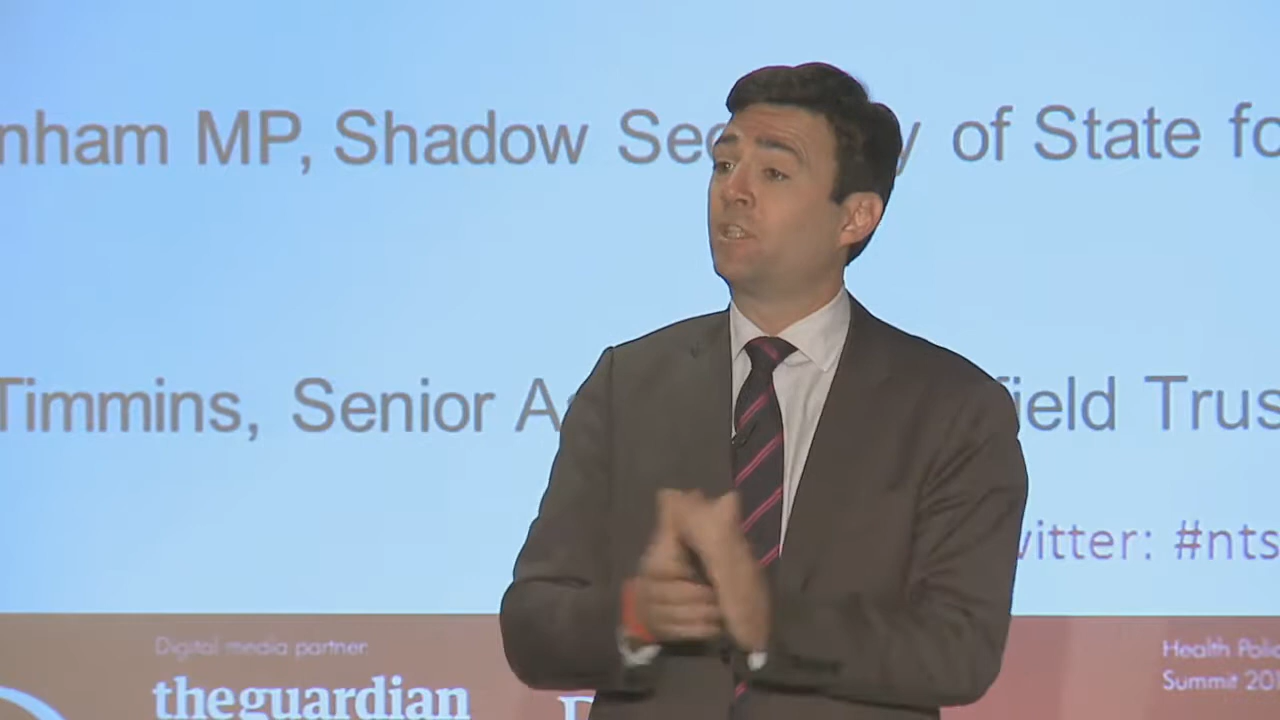 nham MP, Shadow Sec y of State fo
Timmins, Senior A ield Trus
witter: #nts
Digital media partner:
theguardian
Health Polic
Summit 201